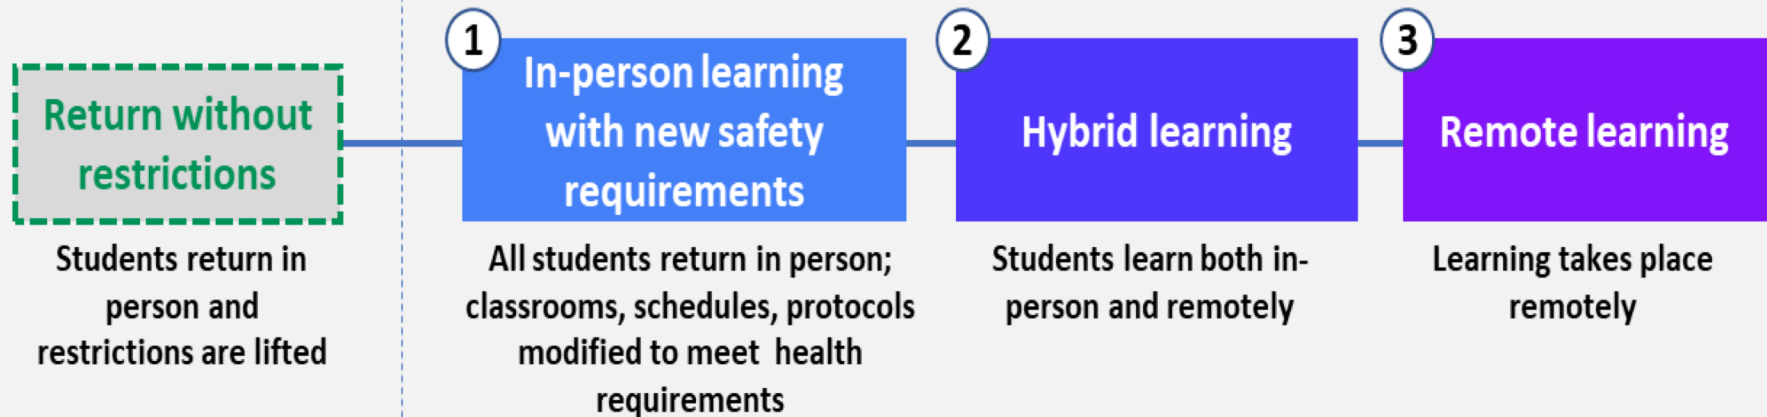 Return without
restrictions
Students return in
person and
restrictions are lifted
1
In-person learning
with new safety
requirements
All students return in person;
classrooms, schedules, protocols
modified to meet health
requirements
2
Hybrid learning
Students learn both in-
person and remotely
3
Remote learning
Learning takes place
remotely